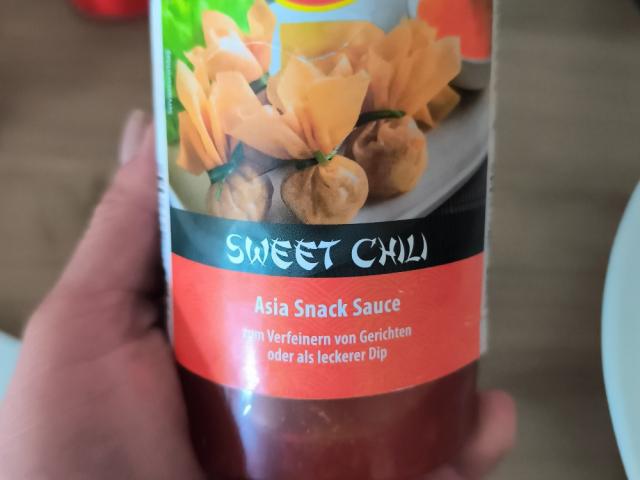 SWEET CHILI
Asia Snack Sauce
zum Verfeinern von Gerichten
oder als leckerer Dip